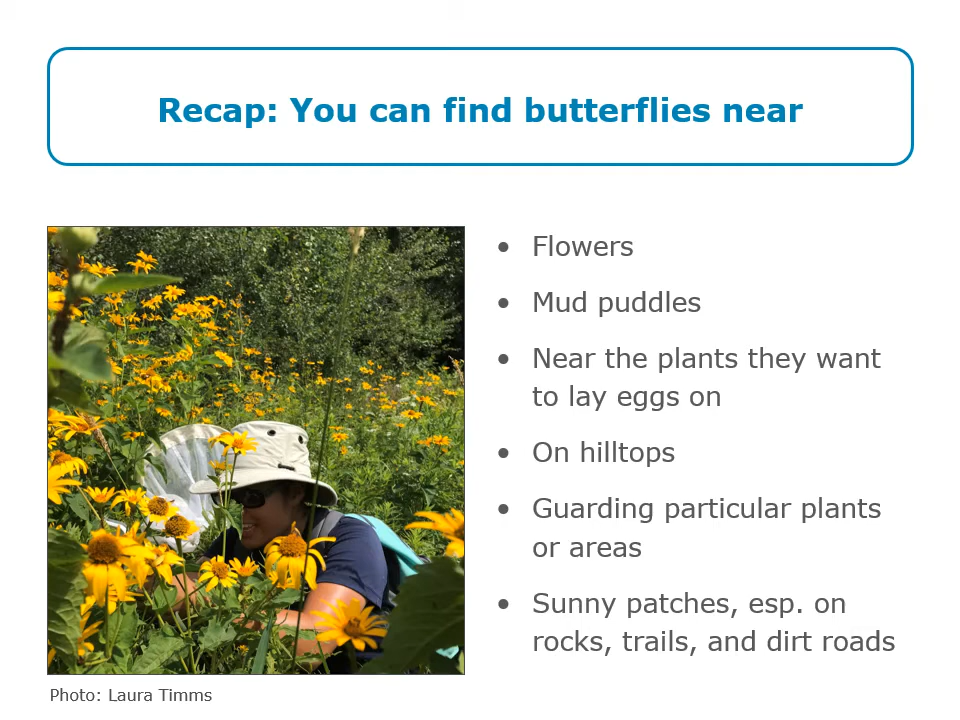 Recap: You can find butterflies near
• Flowers
• Mud puddles
• Near the plants they want
to lay eggs on
• On hilltops
• Guarding particular plants
or areas
• Sunny patches, esp. on
rocks, trails, and dirt roads
Photo: Laura Timms